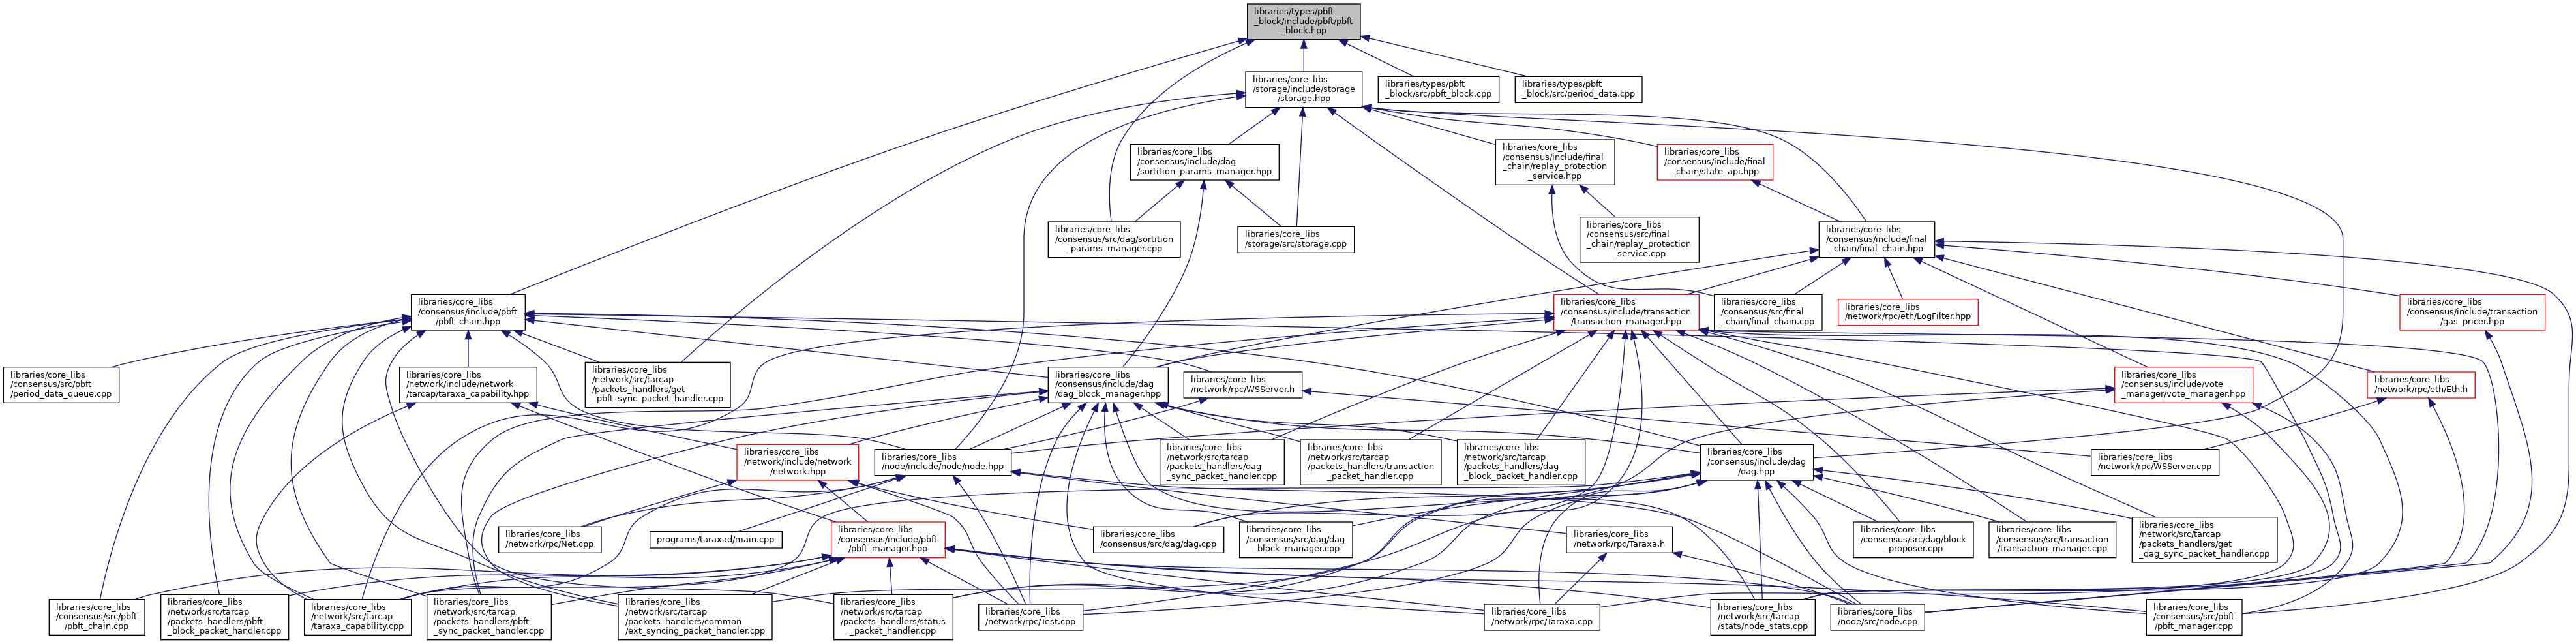 libraries/types/pbft
_block/include/pbft/pbft
_block.hpp
libraries/core_libs
/storage/include/storage
/storage.hpp
libraries/types/pbft
_block/src/pbft_block.cpp
libraries/types/pbft
_block/src/period_data.cpp
libraries/core_libs
/consensus/include/dag
/sortition_params_manager.hpp
libraries/core_libs
/consensus/include/final
_chain/replay_protection
_service.hpp
libraries/core_libs
/consensus/include/final
_chain/state_api.hpp
libraries/core_libs
/consensus/src/dag/sortition
_params_manager.cpp
libraries/core_libs
/storage/src/storage.cpp
libraries/core_libs
/consensus/src/final
_chain/replay_protection
_service.cpp
libraries/core_libs
/consensus/include/final
_chain/final_chain.hpp
libraries/core_libs
/consensus/include/pbft
/pbft_chain.hpp
libraries/core_libs
/consensus/include/transaction
/transaction_manager.hpp
libraries/core_libs
/consensus/src/final
_chain/final_chain.cpp
libraries/core_libs
/network/rpc/eth/LogFilter.hpp
libraries/core_libs
/consensus/include/transaction
/gas_pricer.hpp
libraries/core_libs
/consensus/src/pbft
/period_data_queue.cpp
libraries/core_libs
/network/include/network
/tarcap/taraxa_capability.hpp
libraries/core_libs
/network/src/tarcap
/packets_handlers/get
_pbft_sync_packet_handler.cpp
libraries/core_libs
/consensus/include/dag
/dag_block_manager.hpp
libraries/core_libs
/network/rpc/WSServer.h
libraries/core_libs
/consensus/include/vote
_manager/vote_manager.hpp
libraries/core_libs
/network/rpc/eth/Eth.h
libraries/core_libs
/network/include/network
/network.hpp
libraries/core_libs
/node/include/node/node.hpp
libraries/core_libs
/network/src/tarcap
/packets_handlers/dag
_sync_packet_handler.cpp
libraries/core_libs
/network/src/tarcap
/packets_handlers/transaction
_packet_handler.cpp
libraries/core_libs
/network/src/tarcap
/packets_handlers/dag
_block_packet_handler.cpp
libraries/core_libs
/consensus/include/dag
/dag.hpp
libraries/core_libs
/network/rpc/WSServer.cpp
libraries/core_libs
/network/rpc/Net.cpp
programs/taraxad/main.cpp
libraries/core_libs
/consensus/include/pbft
/pbft_manager.hpp
libraries/core_libs
/consensus/src/dag/dag.cpp
libraries/core_libs
/consensus/src/dag/dag
_block_manager.cpp
libraries/core_libs
/network/rpc/Taraxa.h
libraries/core_libs
/consensus/src/dag/block
_proposer.cpp
libraries/core_libs
/consensus/src/transaction
/transaction_manager.cpp
libraries/core_libs
/network/src/tarcap
/packets_handlers/get
_dag_sync_packet_handler.cpp
libraries/core_libs
/consensus/src/pbft
/pbft_chain.cpp
libraries/core_libs
/network/src/tarcap
/packets_handlers/pbft
_block_packet_handler.cpp
libraries/core_libs
/network/src/tarcap
/taraxa_capability.cpp
libraries/core_libs
/network/src/tarcap
/packets_handlers/pbft
_sync_packet_handler.cpp
libraries/core_libs
/network/src/tarcap
/packets_handlers/common
/ext_syncing_packet_handler.cpp
libraries/core_libs
/network/src/tarcap
/packets_handlers/status
_packet_handler.cpp
libraries/core_libs
/network/rpc/Test.cpp
libraries/core_libs
/network/rpc/Taraxa.cpp
libraries/core_libs
/network/src/tarcap
/stats/node_stats.cpp
libraries/core_libs
/node/src/node.cpp
libraries/core_libs
/consensus/src/pbft
/pbft_manager.cpp